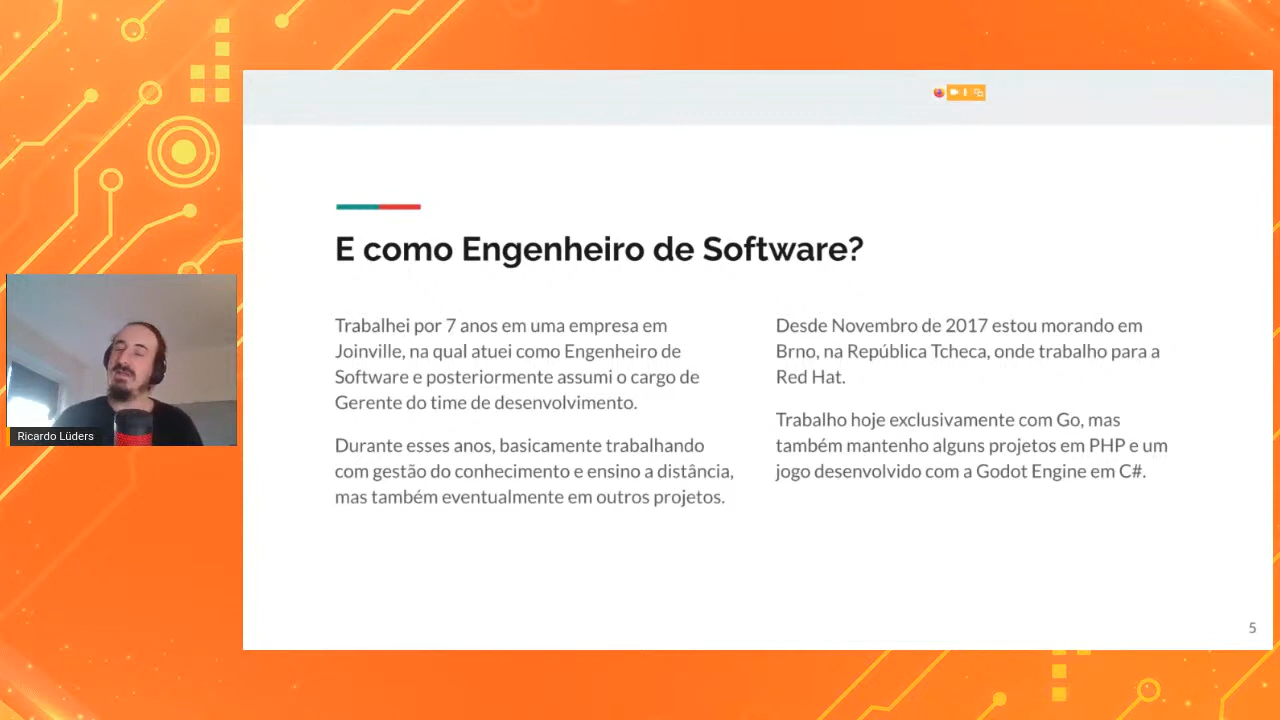 E como Engenheiro de Software?
Trabalhei por 7 anos em uma empresa em
Joinville, na qual atuei como Engenheiro de
Software e posteriormente assumi o cargo de
Gerente do time de desenvolvimento.
Durante esses anos, basicamente trabalhando
com gestão do conhecimento e ensino a distância,
mas também eventualmente em outros projetos.
Desde Novembro de 2017 estou morando em
Brno, na República Tcheca, onde trabalho para a
Red Hat.
Trabalho hoje exclusivamente com Go, mas
também mantenho alguns projetos em PHP e um
jogo desenvolvido com a Godot Engine em C#.
Ricardo Lüders
5